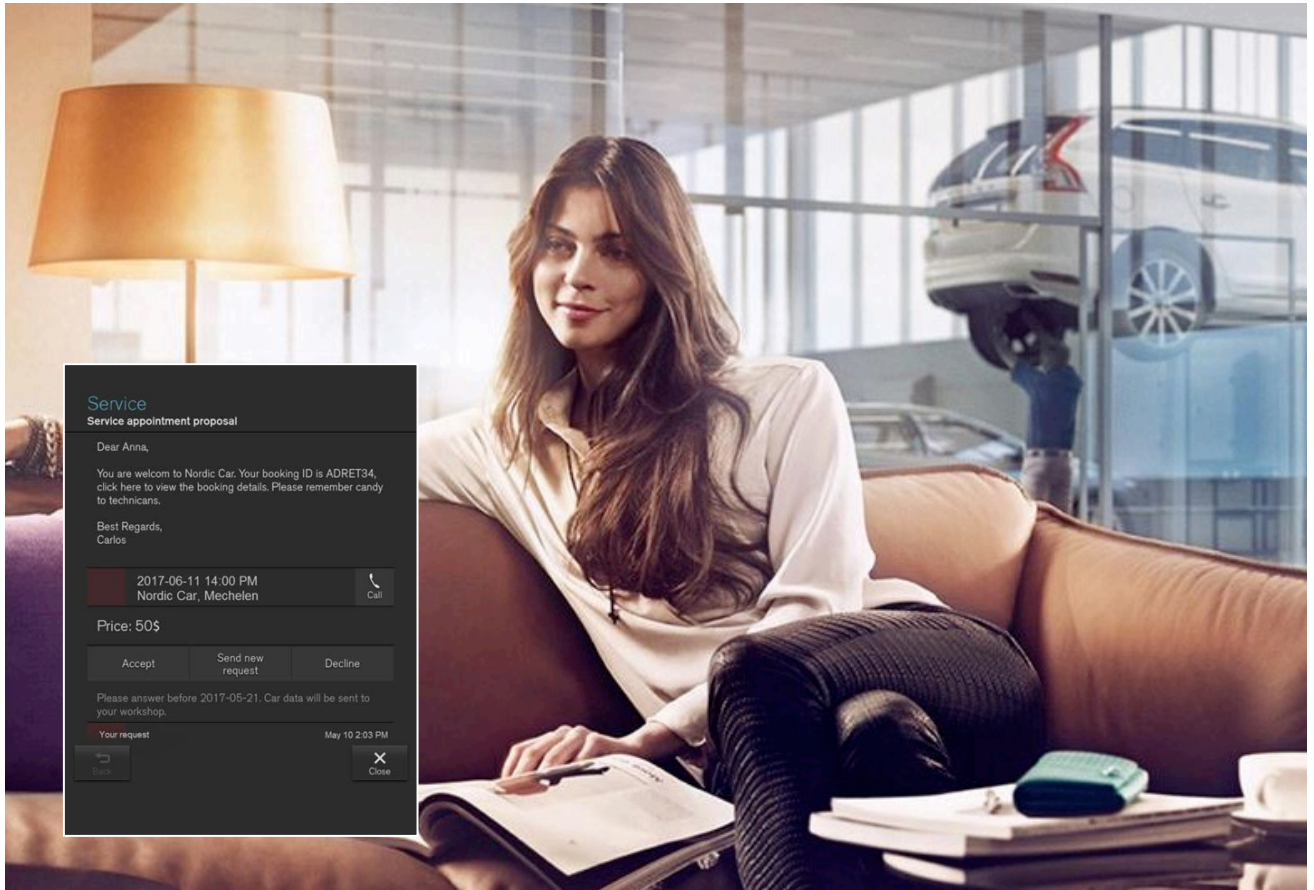 Service
Service appointment proposal
Dear Anna,
You are welcom to Nordic Car. Your booking ID is ADRET34,
click here to view the booking details. Please remember candy
to technicans.
Best Regards,
Carlos
2017-06-11 14:00 PM
Nordic Car, Mechelen
Call
Price: 50$
Accept
Send new
request
Decline
Please answer before 2017-05-21. Car data will be sent to
your workshop.
Your request
May 10 2:03 PM
Back
Close